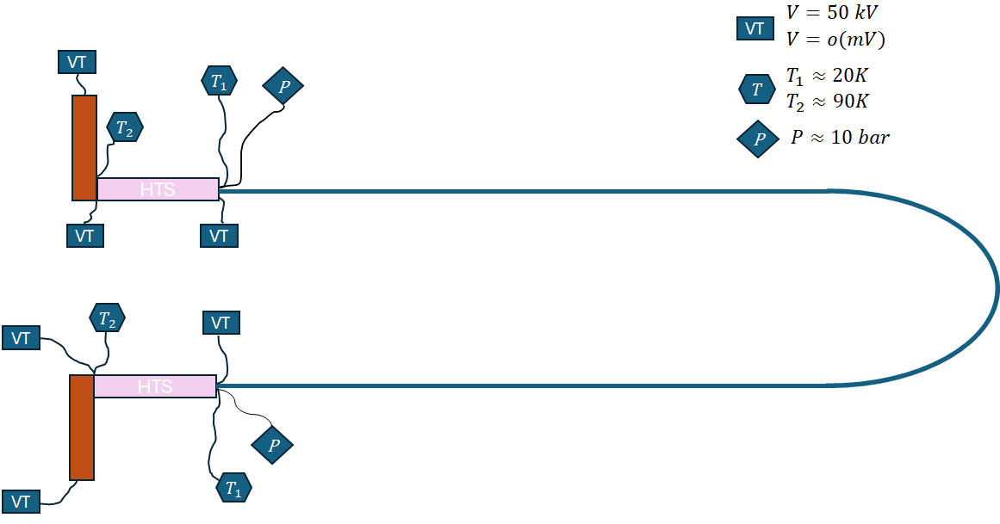 VT
V = 50 kV
V = o(mV)
T
T₁ ≈ 20K
T₂ ≈ 90K
P
P ≈ 10 bar
VT
T₁
P
T₂
HTS
VT
VT
T₂
VT
VT
HTS
P
T₁
VT